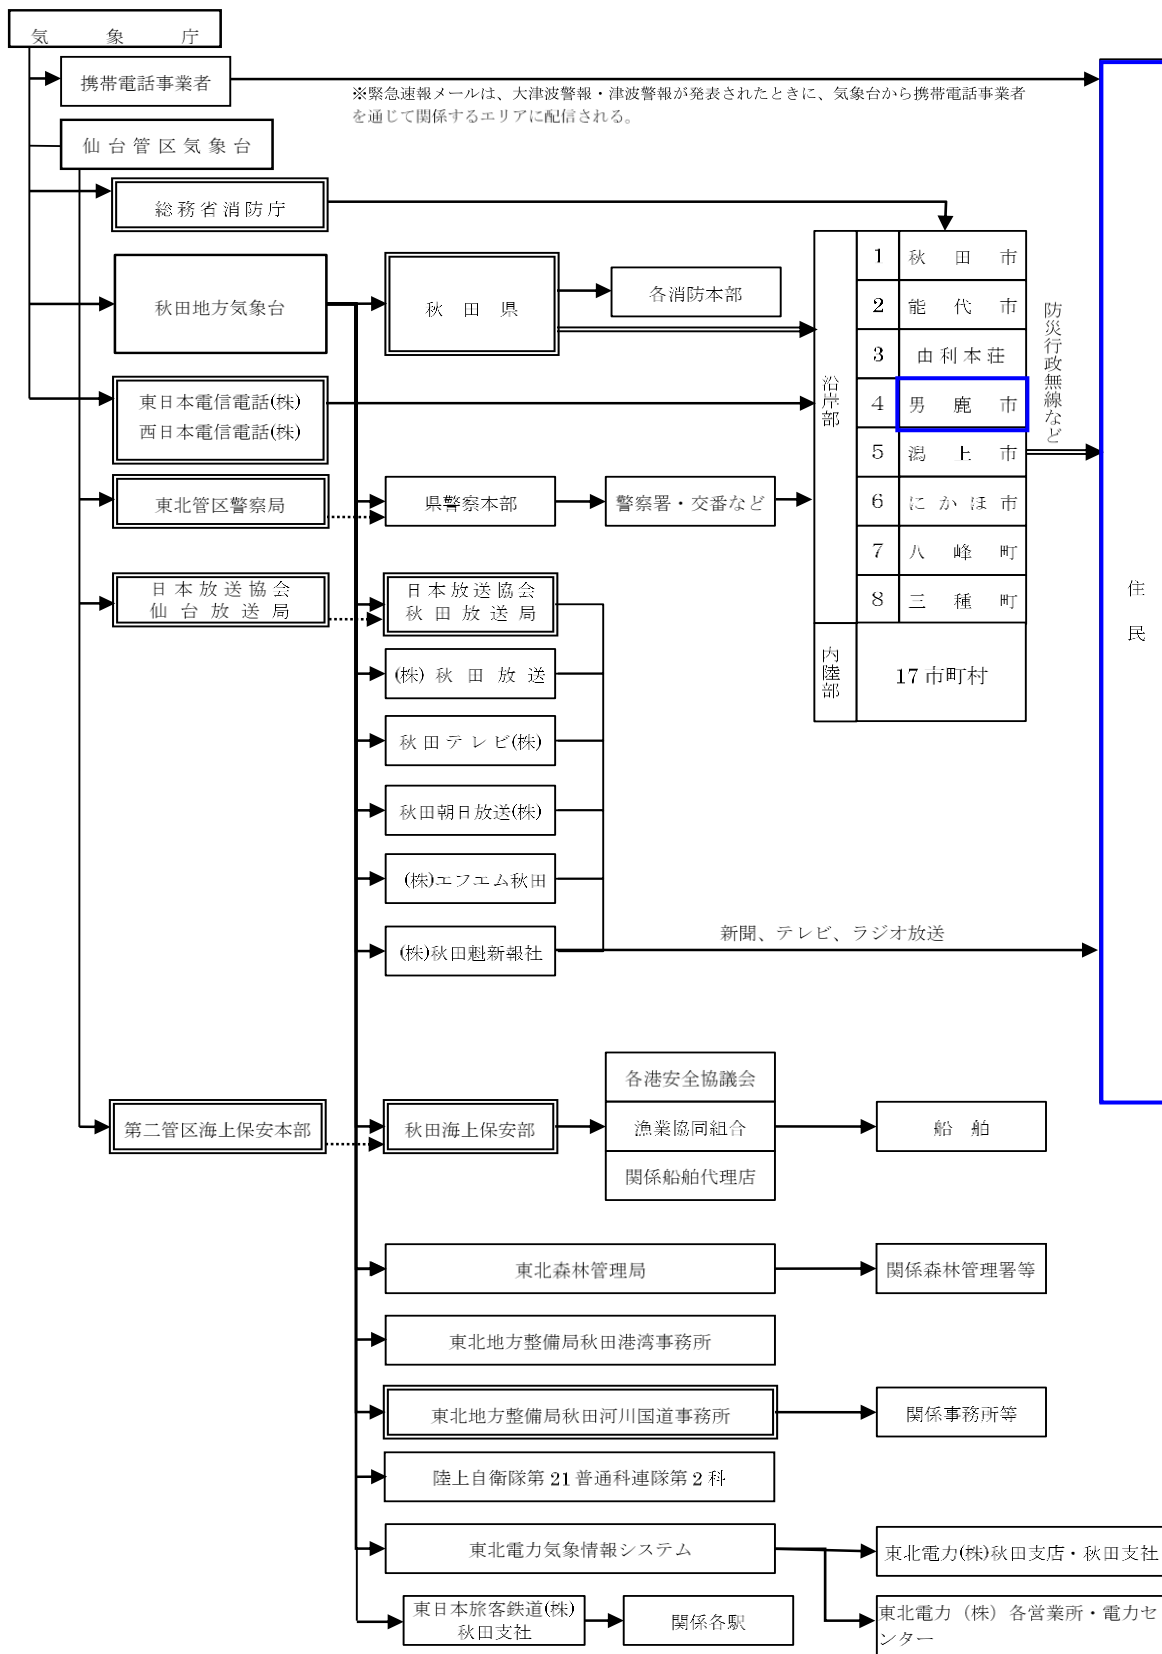 気象庁
携帯電話事業者
※緊急速報メールは、大津波警報・津波警報が発表されたときに、気象台から携帯電話事業者
を通じて関係するエリアに配信される。
仙台管区気象台
総務省消防庁
秋田地方気象台
秋田県
各消防本部
東日本電信電話(株)
西日本電信電話(株)
沿岸部
1 秋田市
2 能代市
3 由利本荘
4 男鹿市
5 潟上市
6 にかほ市
7 八峰町
8 三種町
内陸部
17市町村
防災行政無線など
住民
東北管区警察局
県警察本部
警察署・交番など
日本放送協会
仙台放送局
日本放送協会
秋田放送局
(株)秋田放送
秋田テレビ(株)
秋田朝日放送(株)
(株)エフエム秋田
(株)秋田魁新報社
新聞、テレビ、ラジオ放送
第二管区海上保安本部
秋田海上保安部
各港安全協議会
漁業協同組合
関係船舶代理店
船舶
東北森林管理局
関係森林管理署等
東北地方整備局秋田港湾事務所
東北地方整備局秋田河川国道事務所
関係事務所等
陸上自衛隊第21普通科連隊第2科
東北電力気象情報システム
東北電力(株)秋田支店・秋田支社
東北電力（株）各営業所・電力セ
ンター
東日本旅客鉄道(株)
秋田支社
関係各駅